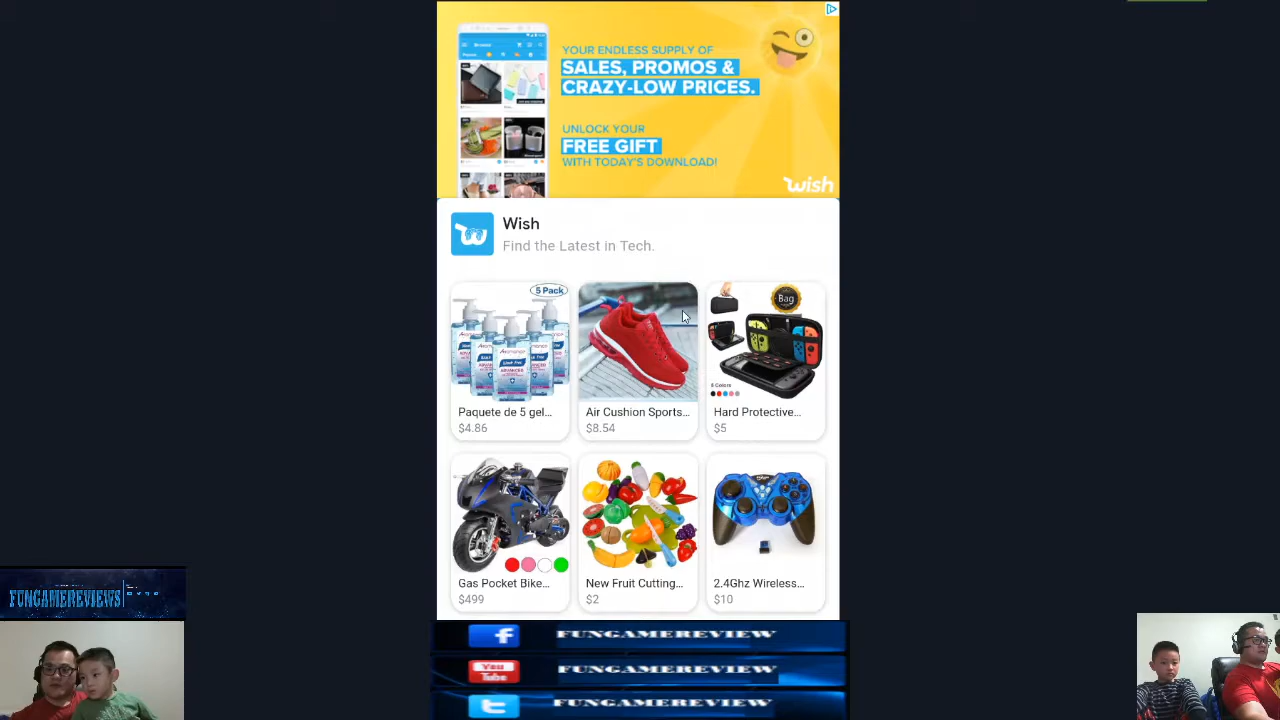 YOUR ENDLESS SUPPLY OF
SALES, PROMOS &
CRAZY-LOW PRICES.
UNLOCK YOUR
FREE GIFT
WITH TODAY'S DOWNLOAD!
wish
Wish
Find the Latest in Tech.
5 Pack
Bag
Paquete de 5 gel...
Air Cushion Sports...
Hard Protective...
$4.86
$8.54
$5
Gas Pocket Bike...
New Fruit Cutting...
2.4Ghz Wireless...
$499
$2
$10
FUNGAMEREVIEWS
f FUNGAMEREVIEW
You Tube FUNGAMEREVIEW
t FUNGAMEREVIEW